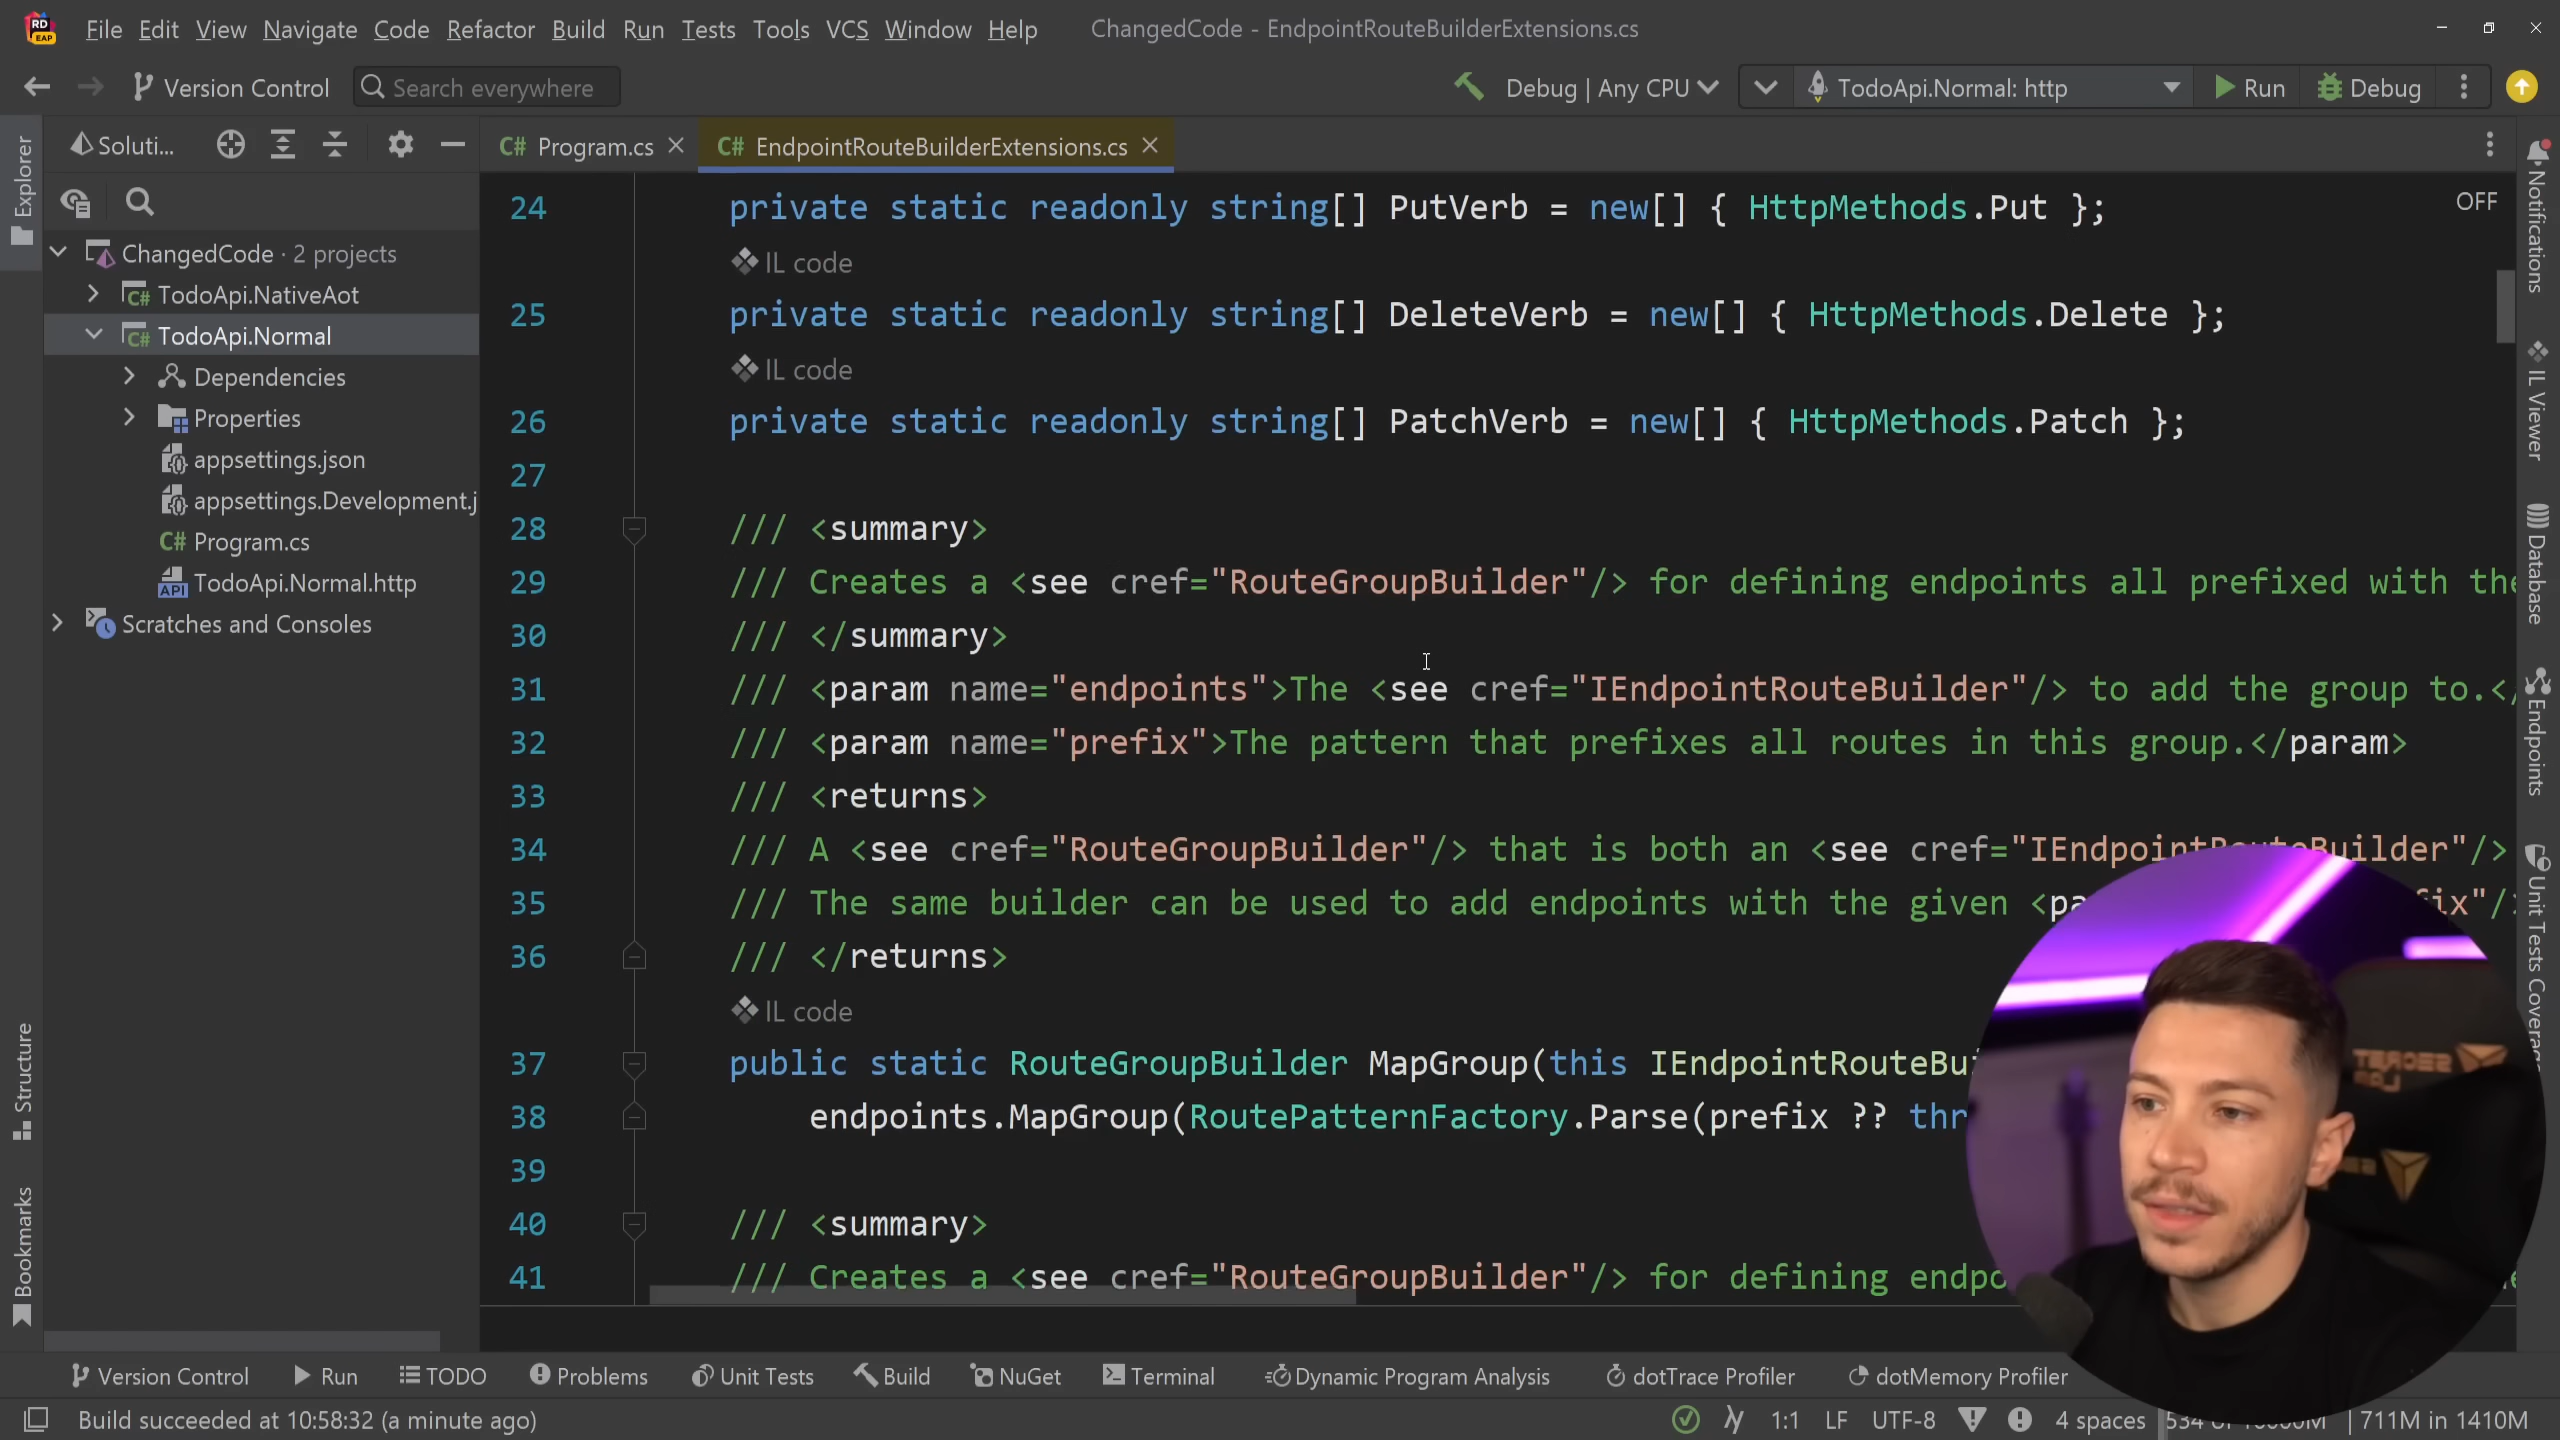 File Edit View Navigate Code Refactor Build Run Tests Tools VCS Window Help ChangedCode - EndpointRouteBuilderExtensions.cs
Version Control Search everywhere Debug | Any CPU TodoApi.Normal: http Run Debug
Explorer
Soluti...
ChangedCode · 2 projects
TodoApi.NativeAot
TodoApi.Normal
Dependencies
Properties
appsettings.json
appsettings.Development.j
Program.cs
TodoApi.Normal.http
Scratches and Consoles
Structure
Bookmarks
Program.cs EndpointRouteBuilderExtensions.cs
OFF
24 private static readonly string[] PutVerb = new[] { HttpMethods.Put };
IL code
25 private static readonly string[] DeleteVerb = new[] { HttpMethods.Delete };
IL code
26 private static readonly string[] PatchVerb = new[] { HttpMethods.Patch };
27
28 /// <summary>
29 /// Creates a <see cref="RouteGroupBuilder"/> for defining endpoints all prefixed with the
30 /// </summary>
31 /// <param name="endpoints">The <see cref="IEndpointRouteBuilder"/> to add the group to.</
32 /// <param name="prefix">The pattern that prefixes all routes in this group.</param>
33 /// <returns>
34 /// A <see cref="RouteGroupBuilder"/> that is both an <see cref="IEndpointRouteBuilder"/>
35 /// The same builder can be used to add endpoints with the given <pa ix"/>
36 /// </returns>
IL code
37 public static RouteGroupBuilder MapGroup(this IEndpointRouteBui
38 endpoints.MapGroup(RoutePatternFactory.Parse(prefix ?? thr
39
40 /// <summary>
41 /// Creates a <see cref="RouteGroupBuilder"/> for defining endpo
Notifications
IL Viewer
Database
Endpoints
Unit Tests Coverag
RD
EAP
SECRET
LAB
Version Control Run TODO Problems Unit Tests Build NuGet Terminal Dynamic Program Analysis dotTrace Profiler dotMemory Profiler
Build succeeded at 10:58:32 (a minute ago) 1:1 LF UTF-8 4 spaces 711M in 1410M